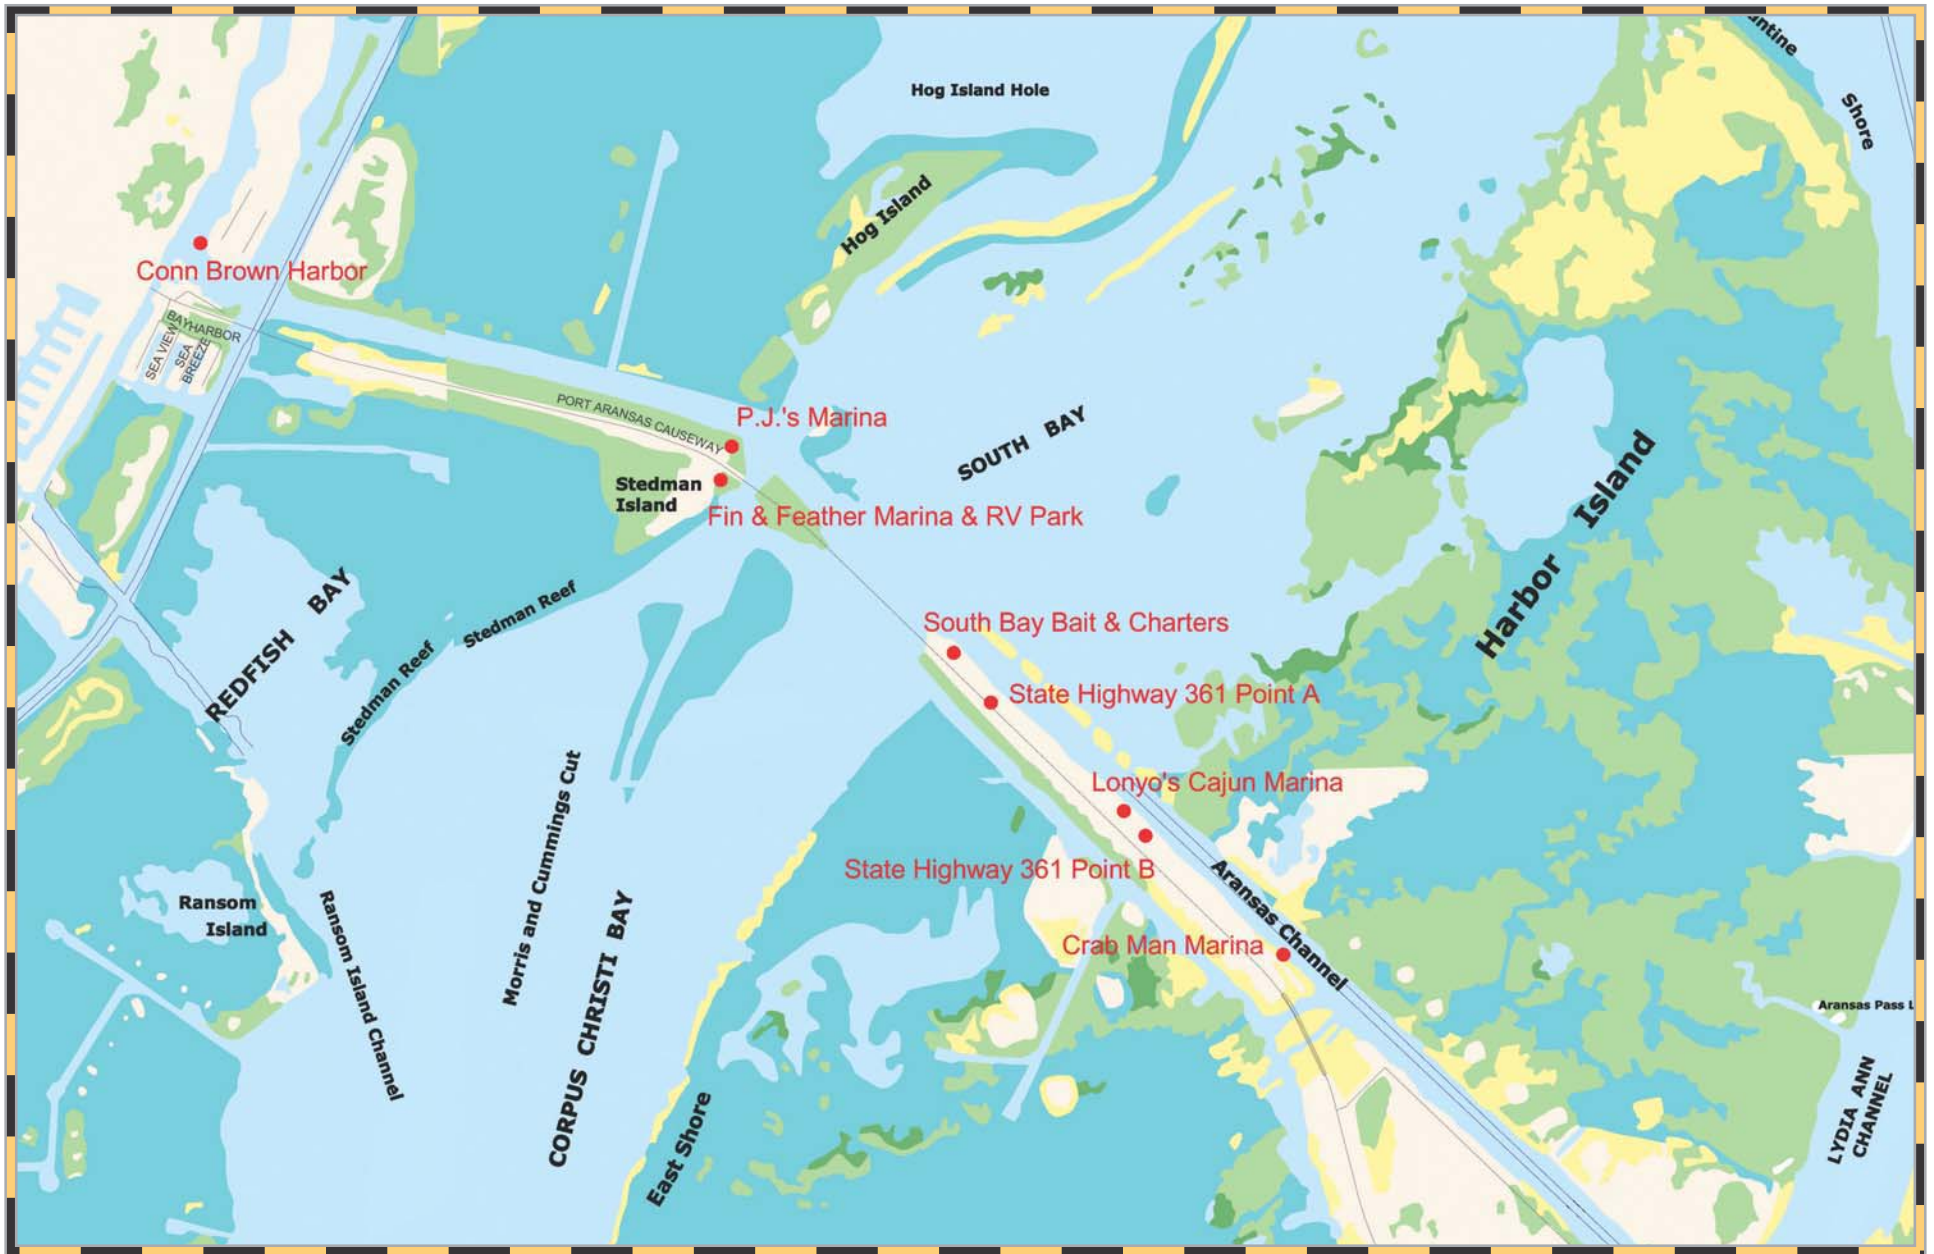 antine
Shore
Hog Island Hole
Hog Island
Conn Brown Harbor
BAYHARBOR
SEA VIEW
SEA
BREEZE
PORT ARANSAS CAUSEWAY
P.J.'s Marina
SOUTH BAY
Stedman
Island
Fin & Feather Marina & RV Park
Harbor Island
REDFISH BAY
Stedman Reef
Stedman Reef
South Bay Bait & Charters
State Highway 361 Point A
Lonyo's Cajun Marina
State Highway 361 Point B
Aransas Channel
Crab Man Marina
Ransom
Island
Ransom Island Channel
Morris and Cummings Cut
CORPUS CHRISTI BAY
East Shore
Aransas Pass L
LYDIA ANN
CHANNEL